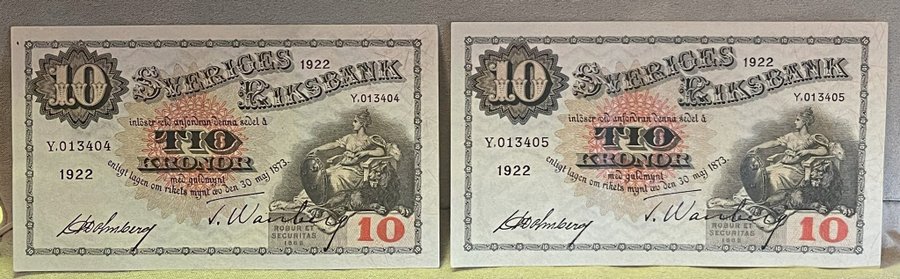 10
SVERIGES
RIKSBANK
1922
Y.013404
inlöser vid anfordran denna sedel å
Y.013404
TIO
KRONOR
1922
med guldmynt
enligt lagen om rikets mynt av den 30 maj 1873.
ROBUR ET
SECURITAS
1668
10
10
SVERIGES
RIKSBANK
1922
Y.013405
inlöser vid anfordran denna sedel å
Y.013405
TIO
KRONOR
1922
med guldmynt
enligt lagen om rikets mynt av den 30 maj 1873.
ROBUR ET
SECURITAS
1668
10